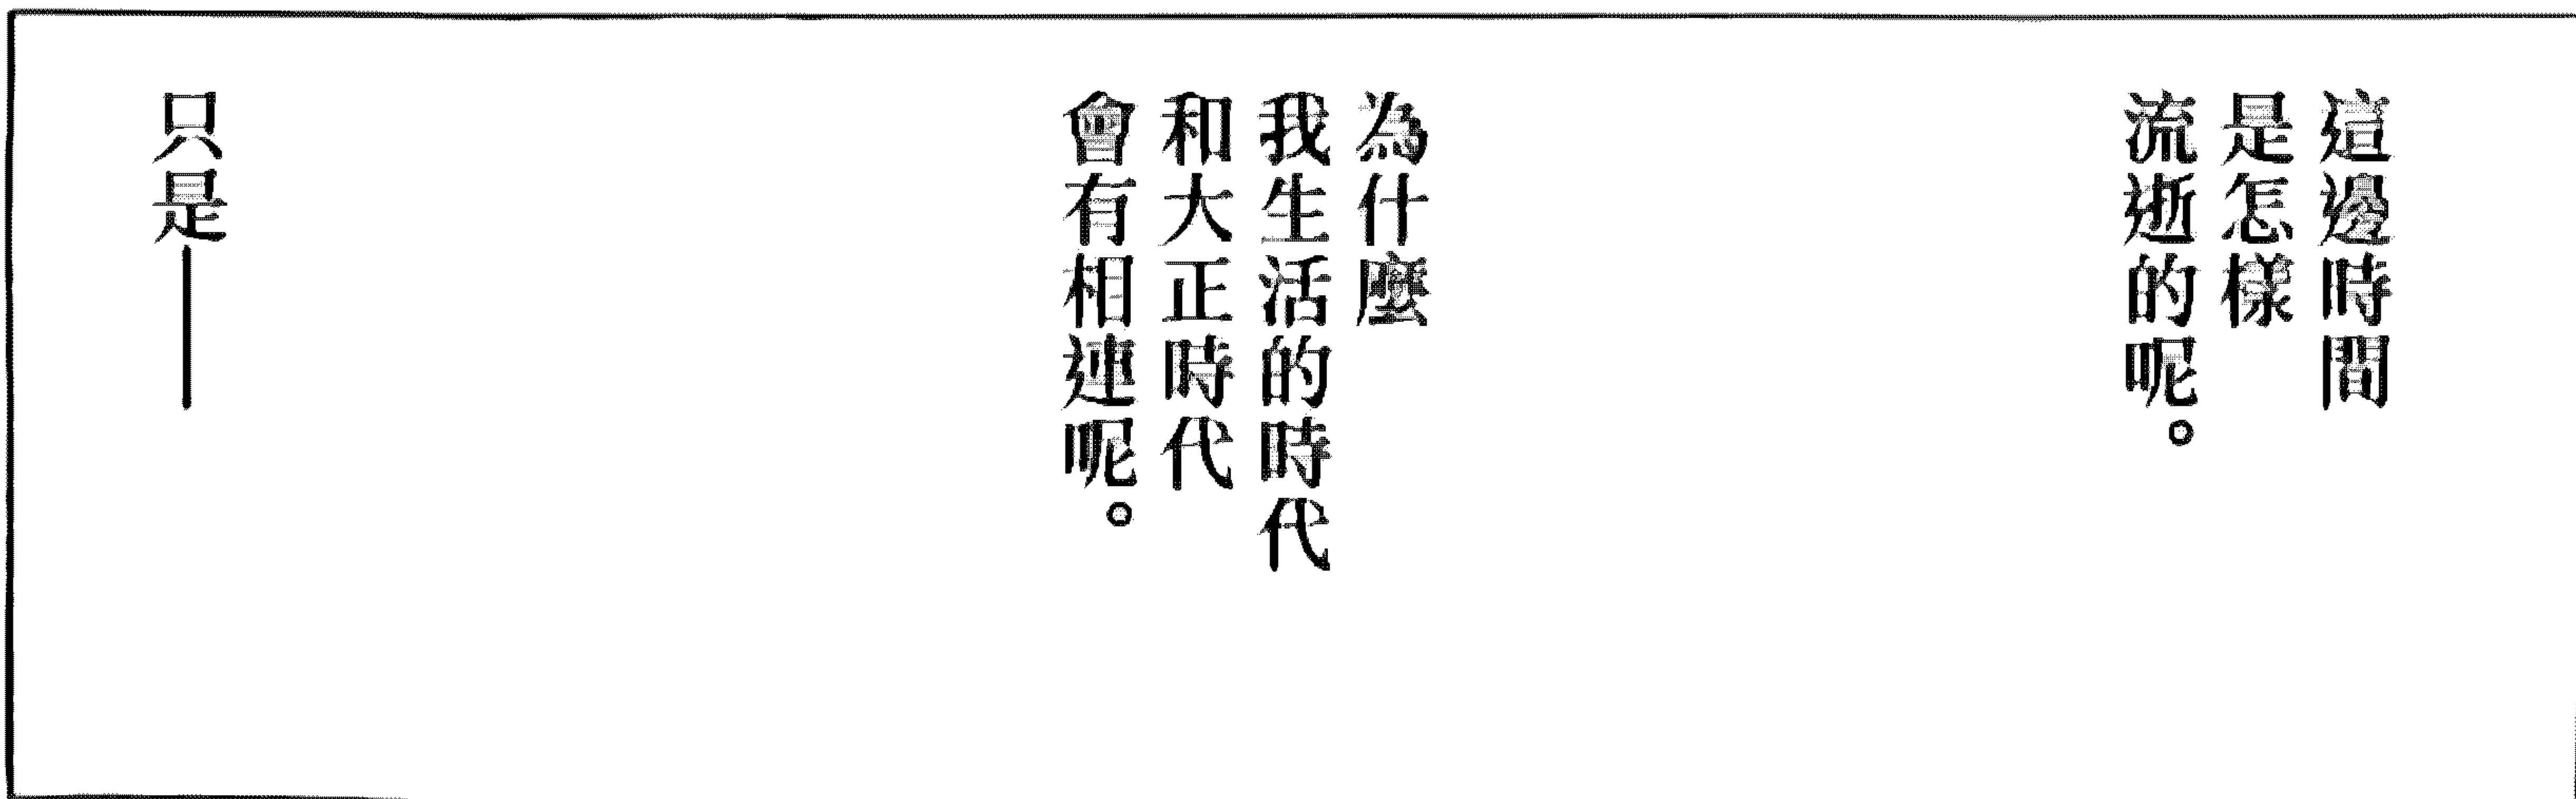 這邊時間
是怎樣
流逝的呢。
為什麼
我生活的時代
和大正時代
會有相連呢。
只是——